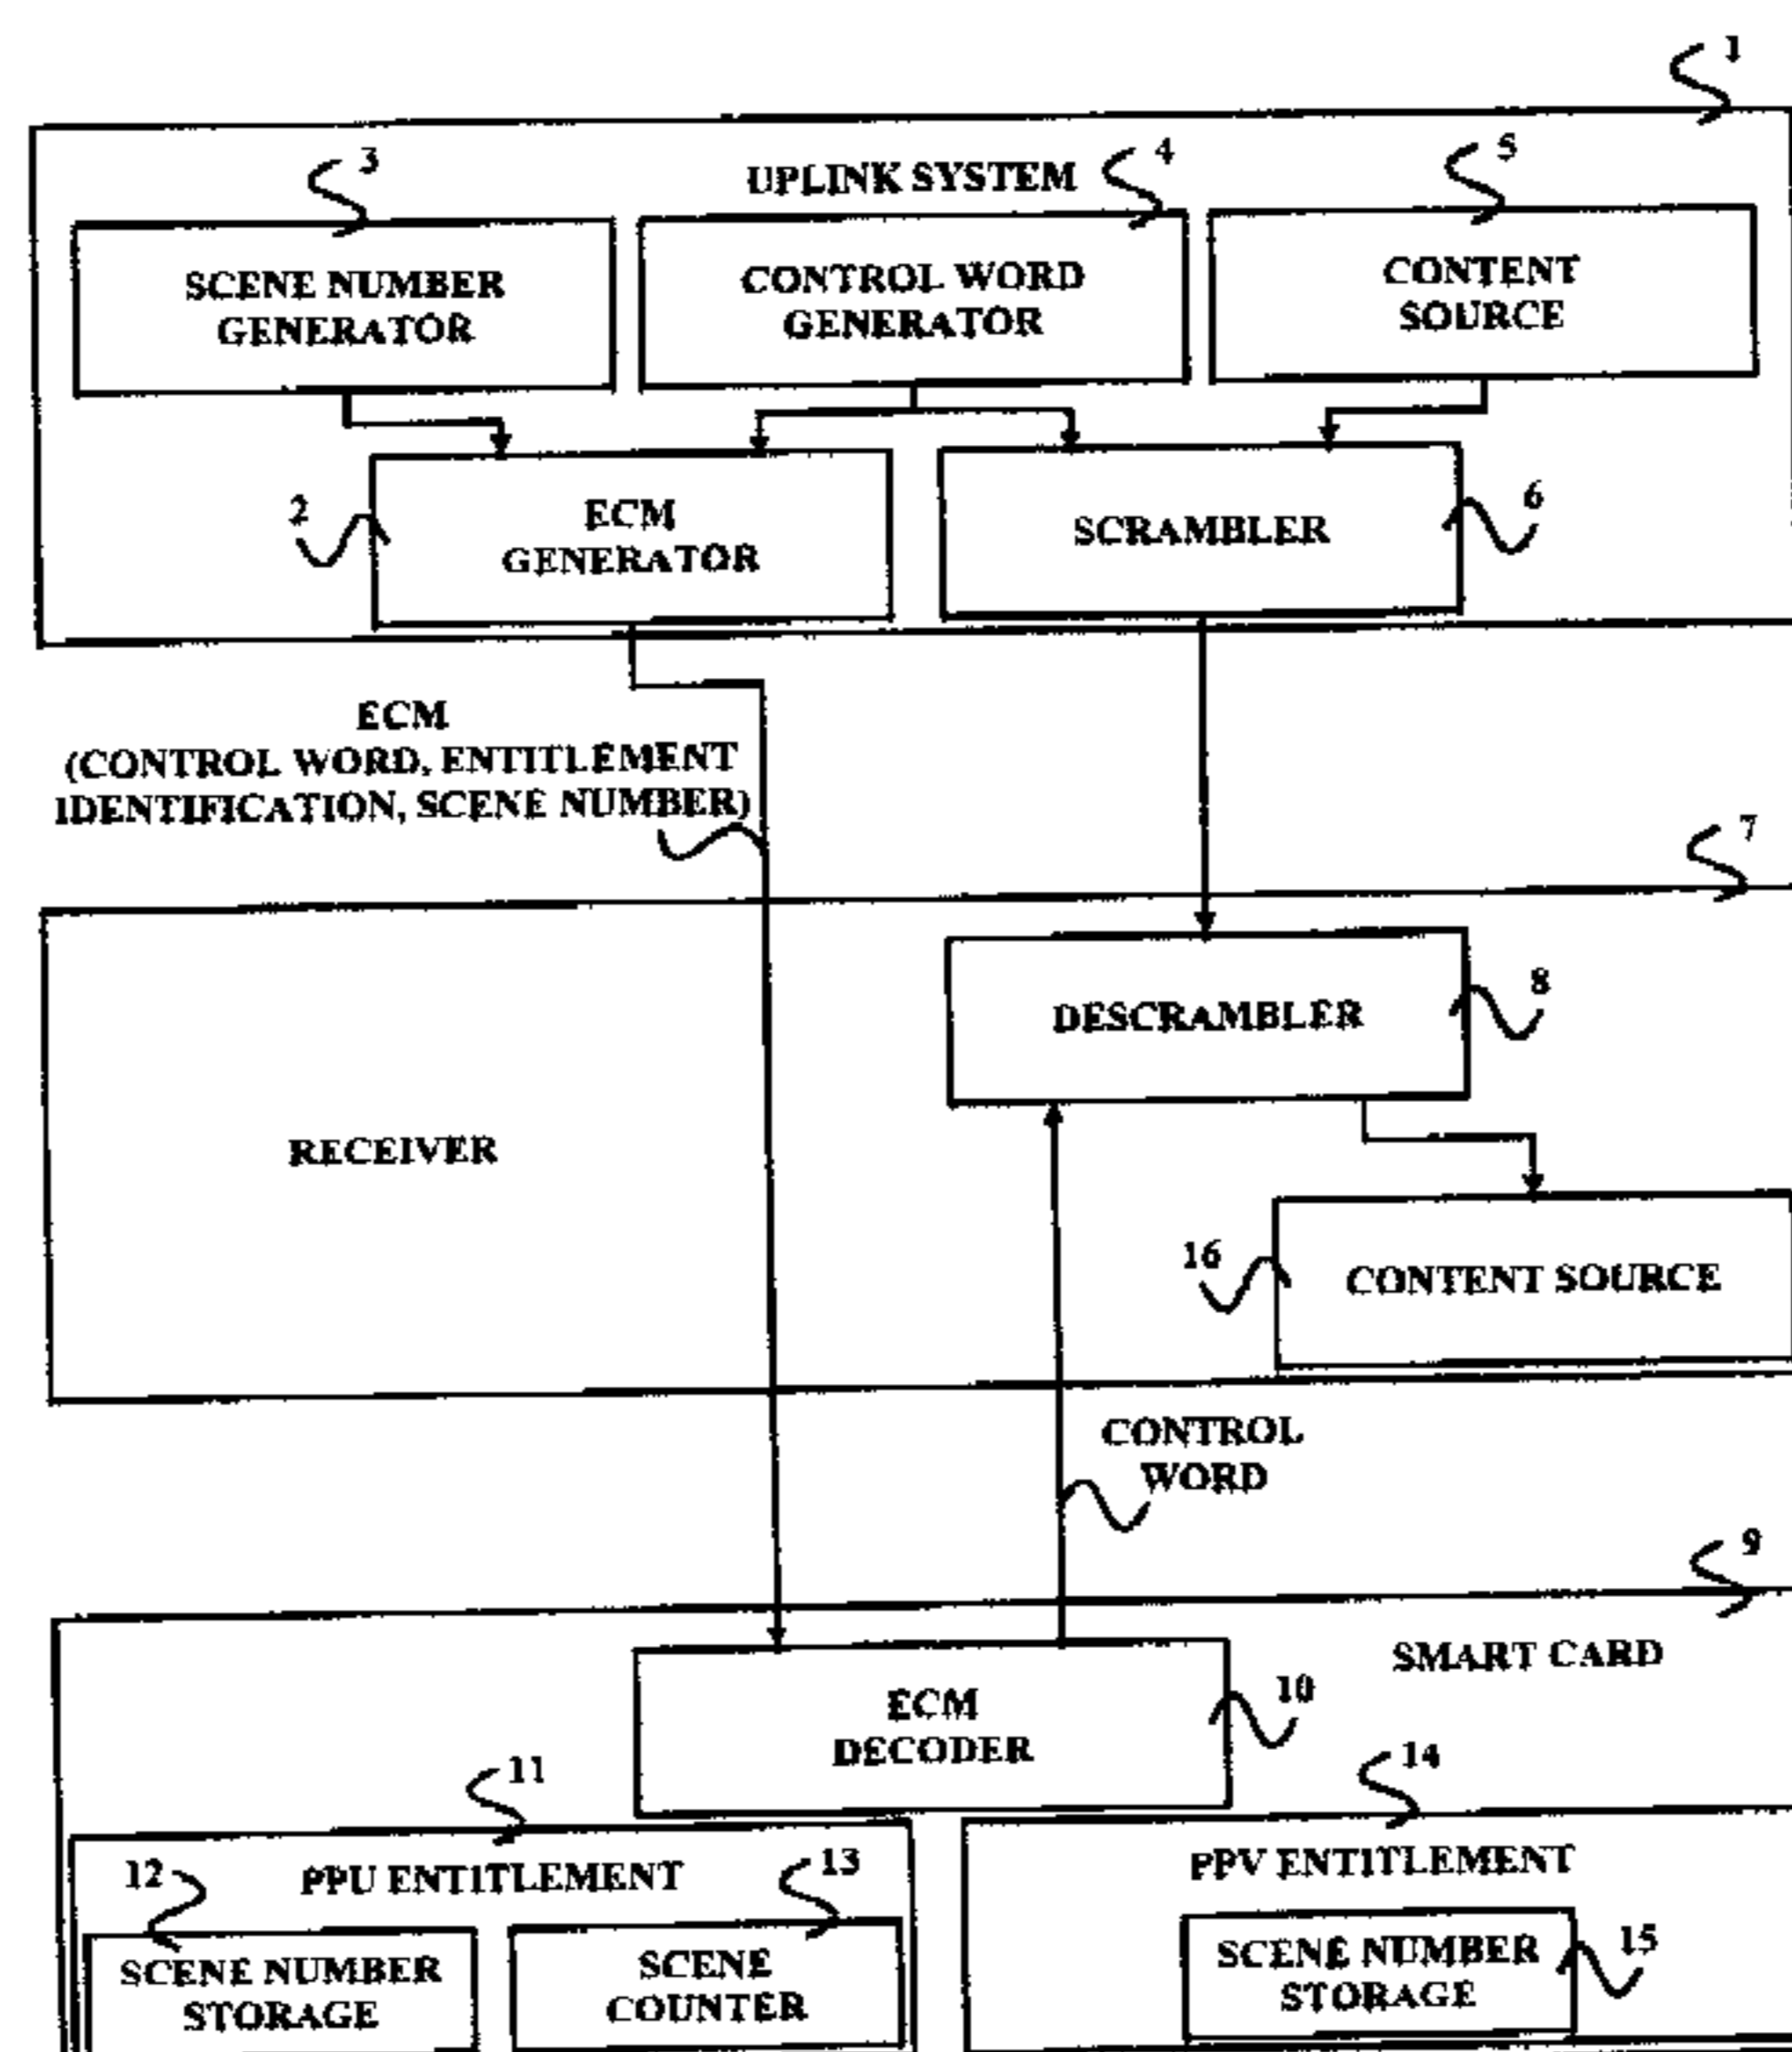 1
3
UPLINK SYSTEM
4
5
SCENE NUMBER
GENERATOR
CONTROL WORD
GENERATOR
CONTENT
SOURCE
2
ECM
GENERATOR
SCRAMBLER
6
ECM
(CONTROL WORD, ENTITLEMENT
IDENTIFICATION, SCENE NUMBER)
7
DESCRAMBLER
8
RECEIVER
16
CONTENT SOURCE
CONTROL
WORD
9
SMART CARD
ECM
DECODER
10
11
14
12
PPU ENTITLEMENT
13
PPV ENTITLEMENT
SCENE NUMBER
STORAGE
SCENE
COUNTER
SCENE NUMBER
STORAGE
15